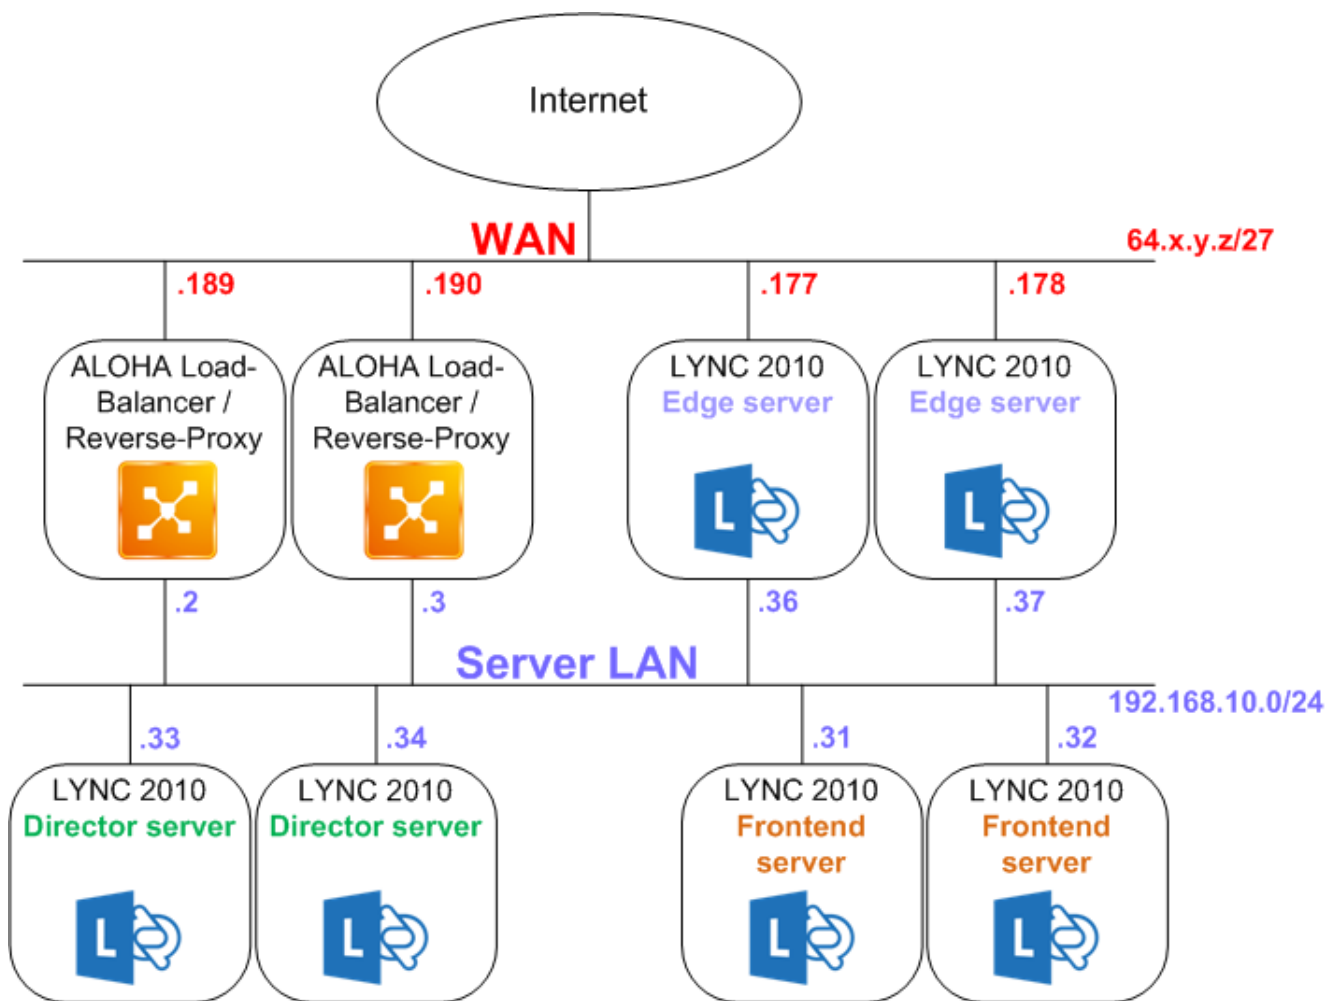 Internet
WAN
64.x.y.z/27
.189
.190
.177
.178
ALOHA Load-
Balancer /
Reverse-Proxy
ALOHA Load-
Balancer /
Reverse-Proxy
LYNC 2010
Edge server
L
LYNC 2010
Edge server
L
.2
.3
.36
.37
Server LAN
192.168.10.0/24
.33
.34
.31
.32
LYNC 2010
Director server
L
LYNC 2010
Director server
L
LYNC 2010
Frontend
server
L
LYNC 2010
Frontend
server
L